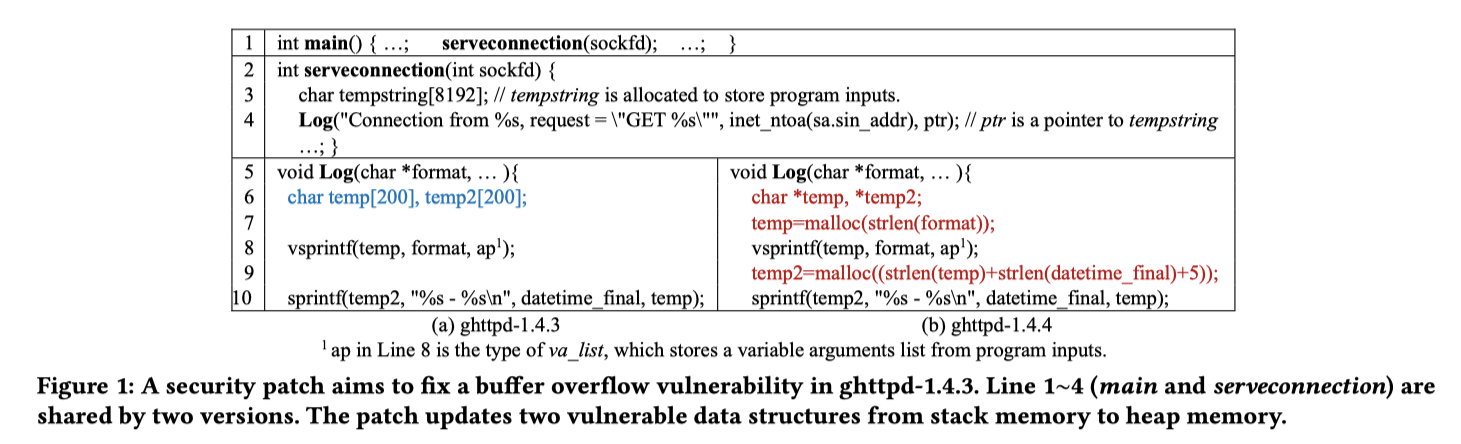 1 int main() { …; serveconnection(sockfd); …; }
2 int serveconnection(int sockfd) {
3 char tempstring[8192]; // tempstring is allocated to store program inputs.
4 Log("Connection from %s, request = \"GET %s\"", inet_ntoa(sa.sin_addr), ptr); // ptr is a pointer to tempstring
…; }
5 void Log(char *format, … ){ void Log(char *format, … ){
6 char temp[200], temp2[200]; char *temp, *temp2;
7 temp=malloc(strlen(format));
8 vsprintf(temp, format, ap1); vsprintf(temp, format, ap1);
9 temp2=malloc((strlen(temp)+strlen(datetime_final)+5));
10 sprintf(temp2, "%s - %s\n", datetime_final, temp); sprintf(temp2, "%s - %s\n", datetime_final, temp);
(a) ghttpd-1.4.3 (b) ghttpd-1.4.4
1 ap in Line 8 is the type of va_list, which stores a variable arguments list from program inputs.
Figure 1: A security patch aims to fix a buffer overflow vulnerability in ghttpd-1.4.3. Line 1~4 (main and serveconnection) are
shared by two versions. The patch updates two vulnerable data structures from stack memory to heap memory.